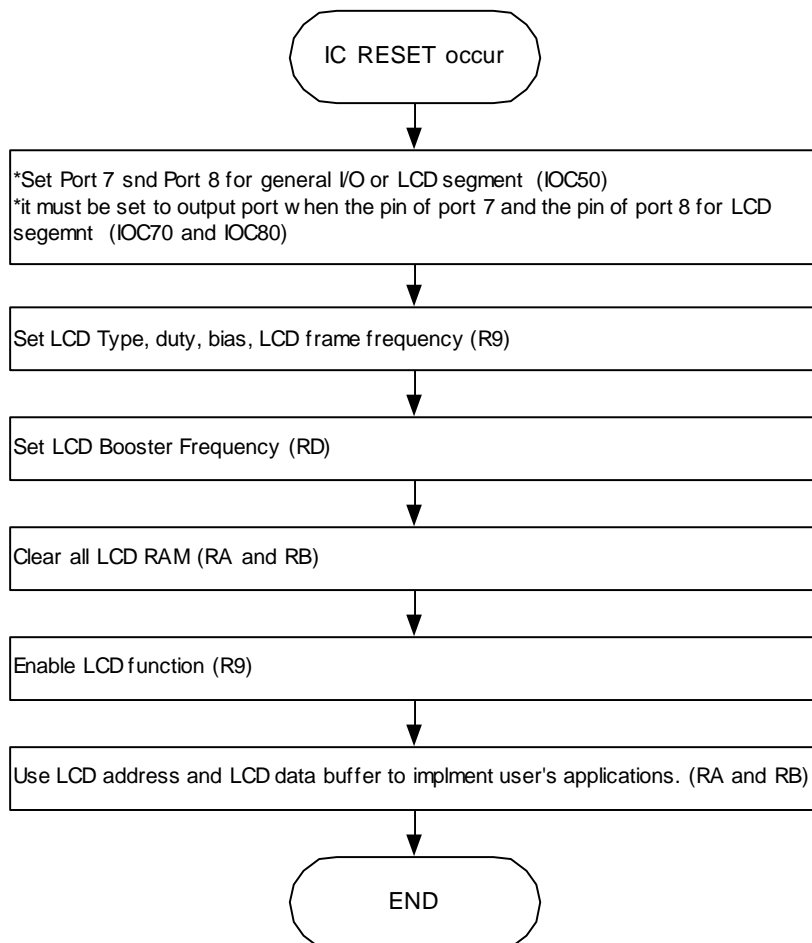 IC RESET occur
*Set Port 7 snd Port 8 for general I/O or LCD segment (IOC50)
*it must be set to output port when the pin of port 7 and the pin of port 8 for LCD
segemnt (IOC70 and IOC80)
Set LCD Type, duty, bias, LCD frame frequency (R9)
Set LCD Booster Frequency (RD)
Clear all LCD RAM (RA and RB)
Enable LCD function (R9)
Use LCD address and LCD data buffer to implment user's applications. (RA and RB)
END